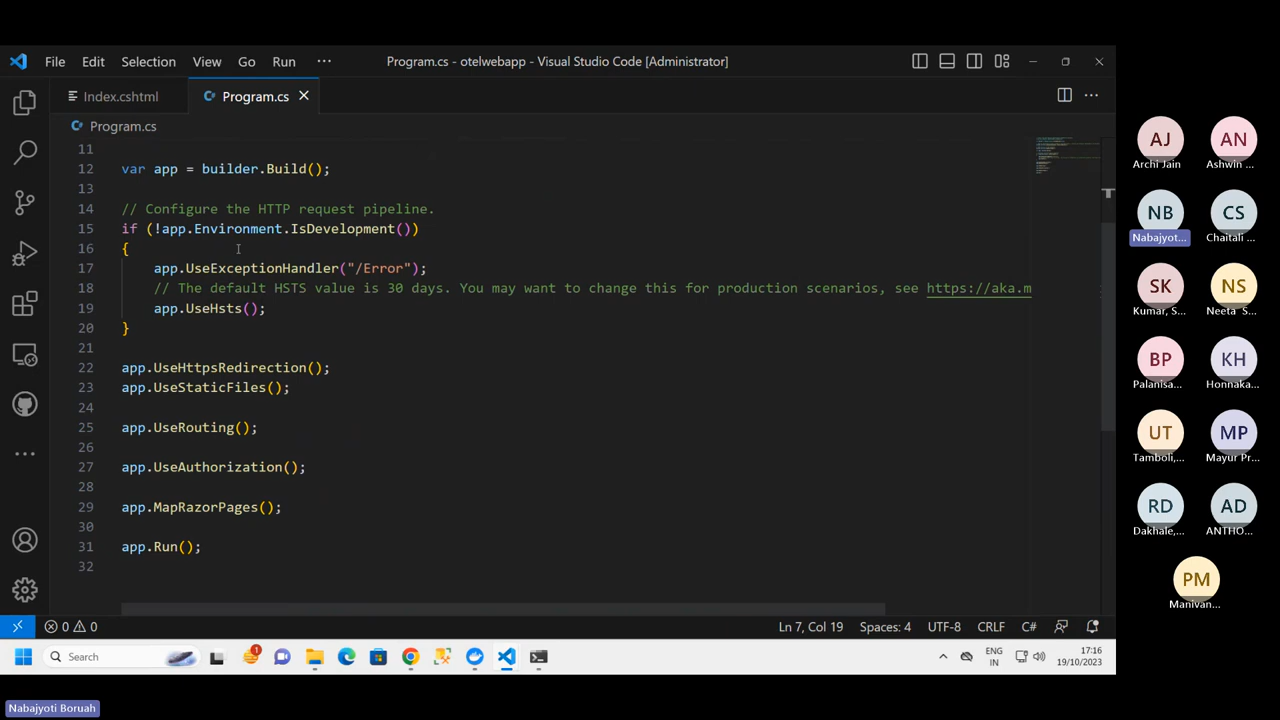 File Edit Selection View Go Run ··· Program.cs - otelwebapp - Visual Studio Code [Administrator]
Index.cshtml Program.cs
Program.cs
11
12 var app = builder.Build();
13
14 // Configure the HTTP request pipeline.
15 if (!app.Environment.IsDevelopment())
16 {
17 app.UseExceptionHandler("/Error");
18 // The default HSTS value is 30 days. You may want to change this for production scenarios, see https://aka.m
19 app.UseHsts();
20 }
21
22 app.UseHttpsRedirection();
23 app.UseStaticFiles();
24
25 app.UseRouting();
26
27 app.UseAuthorization();
28
29 app.MapRazorPages();
30
31 app.Run();
32
0 0 Ln 7, Col 19 Spaces: 4 UTF-8 CRLF C#
Search 1 ENG IN 17:16 19/10/2023
AJ AN
Archi Jain Ashwin ...
NB CS
Nabajyot... Chaitali ...
SK NS
Kumar, S... Neeta S...
BP KH
Palanisa... Honnaka...
UT MP
Tamboli,... Mayur Pr...
RD AD
Dakhale,... ANTHO...
PM
Manivan...
Nabajyoti Boruah